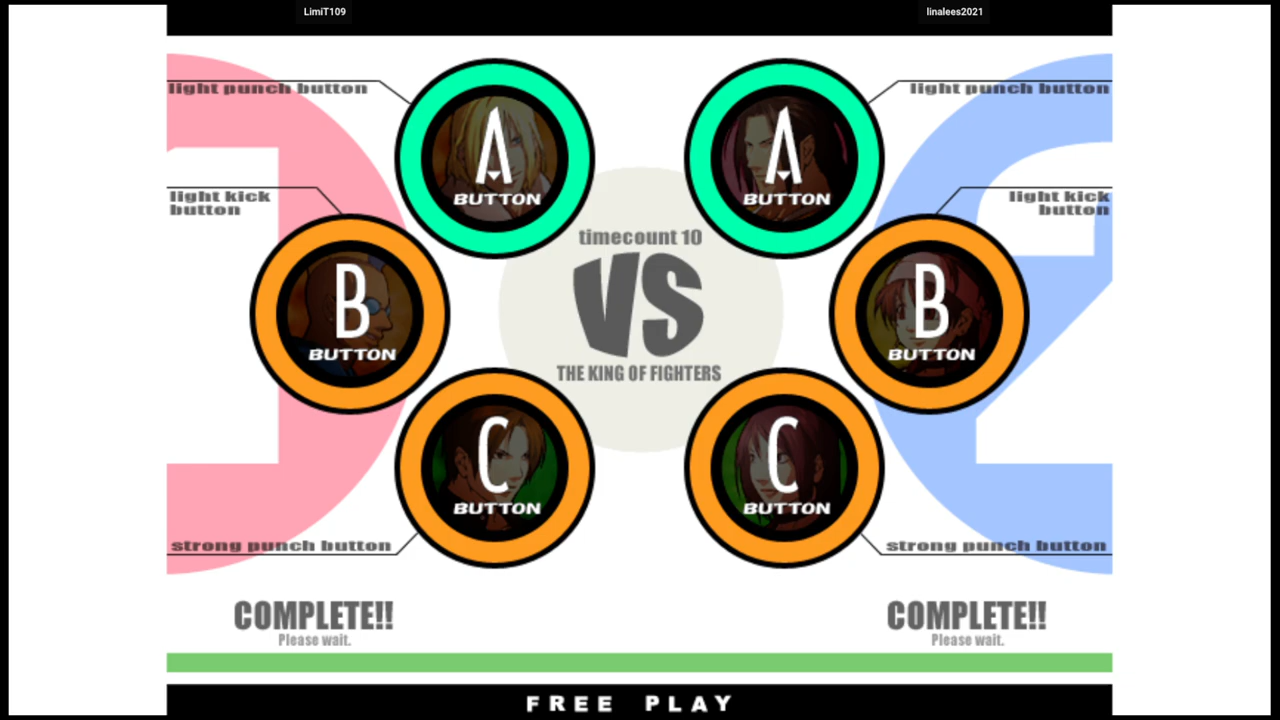 LimiT109
linalees2021
light punch button
A
BUTTON
A
BUTTON
light punch button
light kick
button
B
BUTTON
timecount 10
VS
THE KING OF FIGHTERS
light kick
button
B
BUTTON
C
BUTTON
C
BUTTON
strong punch button
strong punch button
COMPLETE!!
Please wait.
COMPLETE!!
Please wait.
FREE PLAY